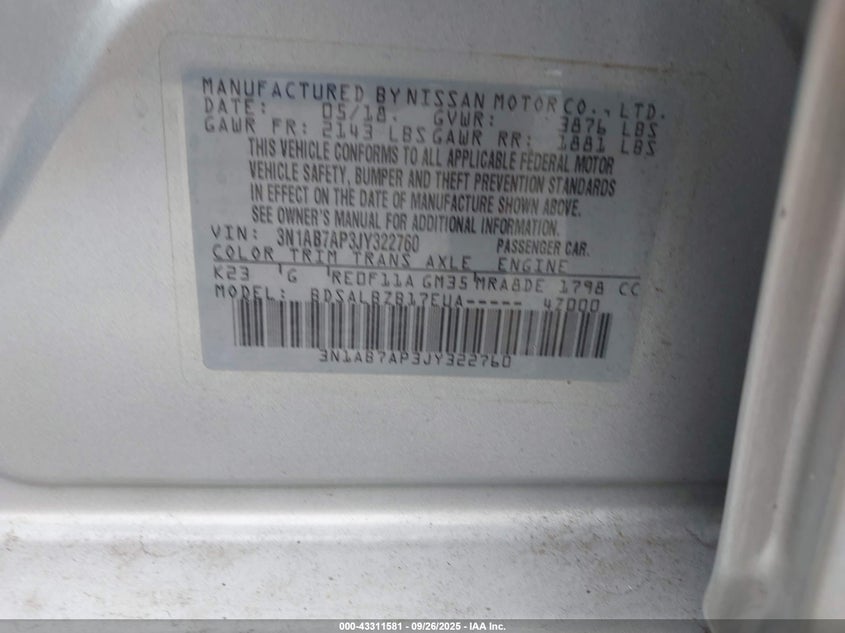 MANUFACTURED BY NISSAN MOTOR CO., LTD.
DATE: 05/18. GVWR: 3876 LBS
GAWR FR: 2143 LBS GAWR RR: 1881 LBS
THIS VEHICLE CONFORMS TO ALL APPLICABLE FEDERAL MOTOR
VEHICLE SAFETY, BUMPER AND THEFT PREVENTION STANDARDS
IN EFFECT ON THE DATE OF MANUFACTURE SHOWN ABOVE.
SEE OWNER'S MANUAL FOR ADDITIONAL INFORMATION.
VIN: 3N1AB7AP3JY322760 PASSENGER CAR.
COLOR TRIM TRANS AXLE ENGINE
K23 G RE0F11A GM35 MRA8DE 1798 CC
MODEL: BDSALBZB17EUA----- 4Z000
3N1AB7AP3JY322760
000-43311581 - 09/26/2025 - IAA Inc.